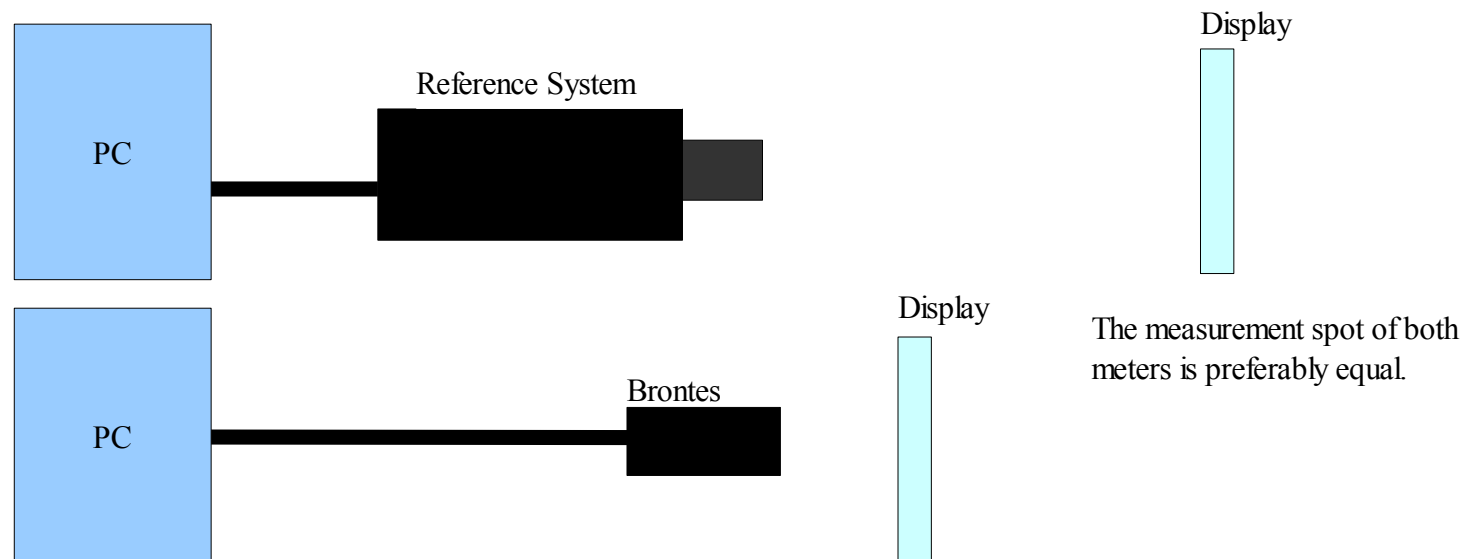 Display
Reference System
PC
Display
The measurement spot of both
meters is preferably equal.
Brontes
PC